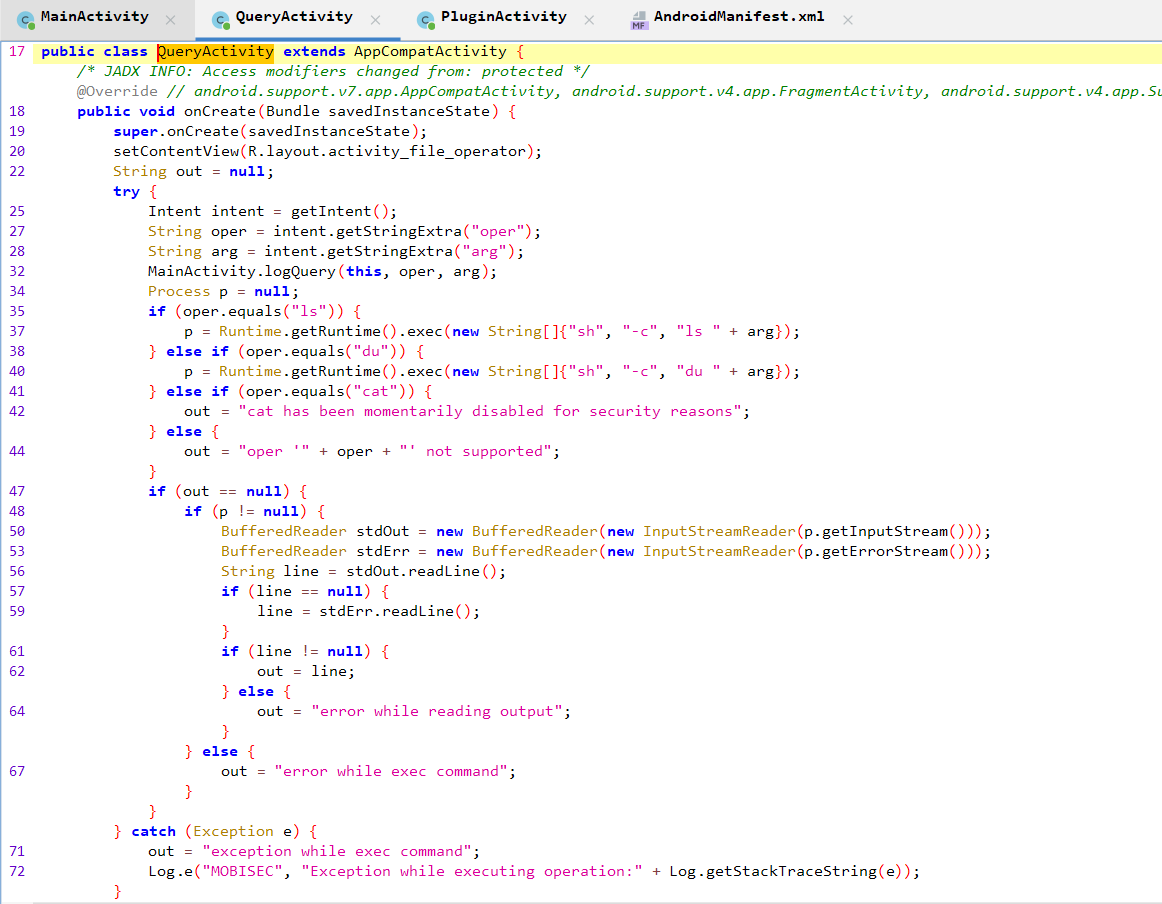 MainActivity
QueryActivity
PluginActivity
MF AndroidManifest.xml
17 public class QueryActivity extends AppCompatActivity {
/* JADX INFO: Access modifiers changed from: protected */
@Override // android.support.v7.app.AppCompatActivity, android.support.v4.app.FragmentActivity, android.support.v4.app.Su
18 public void onCreate(Bundle savedInstanceState) {
19 super.onCreate(savedInstanceState);
20 setContentView(R.layout.activity_file_operator);
22 String out = null;
try {
25 Intent intent = getIntent();
27 String oper = intent.getStringExtra("oper");
28 String arg = intent.getStringExtra("arg");
32 MainActivity.logQuery(this, oper, arg);
34 Process p = null;
35 if (oper.equals("ls")) {
37 p = Runtime.getRuntime().exec(new String[]{"sh", "-c", "ls " + arg});
38 } else if (oper.equals("du")) {
40 p = Runtime.getRuntime().exec(new String[]{"sh", "-c", "du " + arg});
41 } else if (oper.equals("cat")) {
42 out = "cat has been momentarily disabled for security reasons";
} else {
44 out = "oper '" + oper + "' not supported";
}
47 if (out == null) {
48 if (p != null) {
50 BufferedReader stdOut = new BufferedReader(new InputStreamReader(p.getInputStream()));
53 BufferedReader stdErr = new BufferedReader(new InputStreamReader(p.getErrorStream()));
56 String line = stdOut.readLine();
57 if (line == null) {
59 line = stdErr.readLine();
}
61 if (line != null) {
62 out = line;
} else {
64 out = "error while reading output";
}
} else {
67 out = "error while exec command";
}
}
} catch (Exception e) {
71 out = "exception while exec command";
72 Log.e("MOBISEC", "Exception while executing operation:" + Log.getStackTraceString(e));
}